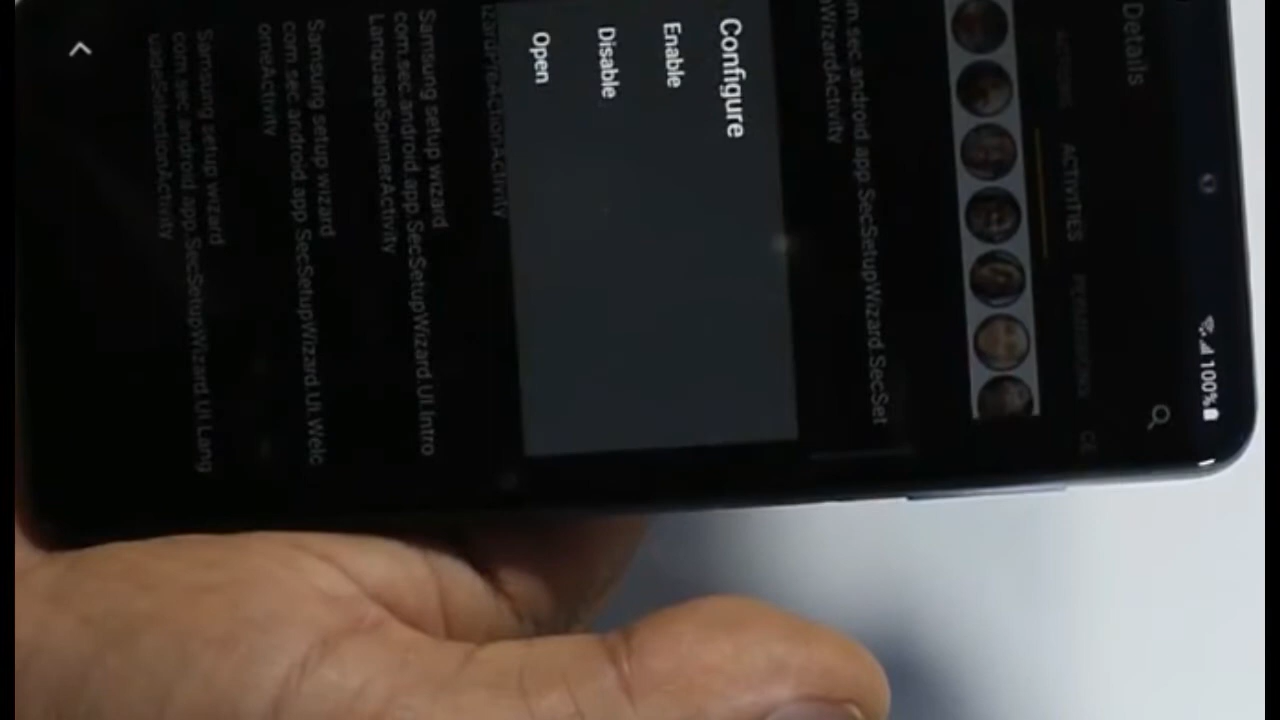 100%
Details
ACTIONS ACTIVITIES PERMISSIONS
m.sec.android.app.SecSetupWizard.SecSet
WizardActivity
Configure
Enable
Disable
Open
Samsung setup wizard
com.sec.android.app.SecSetupWizard.UI.Intro
LanguageSpinnerActivity
Samsung setup wizard
com.sec.android.app.SecSetupWizard.UI.Welc
omeActivity
Samsung setup wizard
com.sec.android.app.SecSetupWizard.UI.Lang
uageSelectionActivity